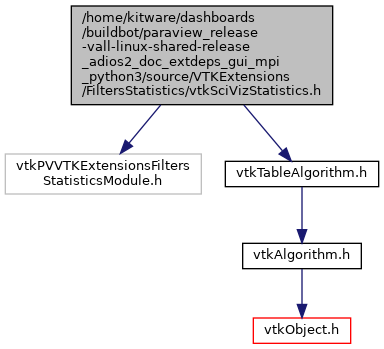 /home/kitware/dashboards
/buildbot/paraview_release
-vall-linux-shared-release
_adios2_doc_extdeps_gui_mpi
_python3/source/VTKExtensions
/FiltersStatistics/vtkSciVizStatistics.h
vtkPVVTKExtensionsFilters
StatisticsModule.h
vtkTableAlgorithm.h
vtkAlgorithm.h
vtkObject.h